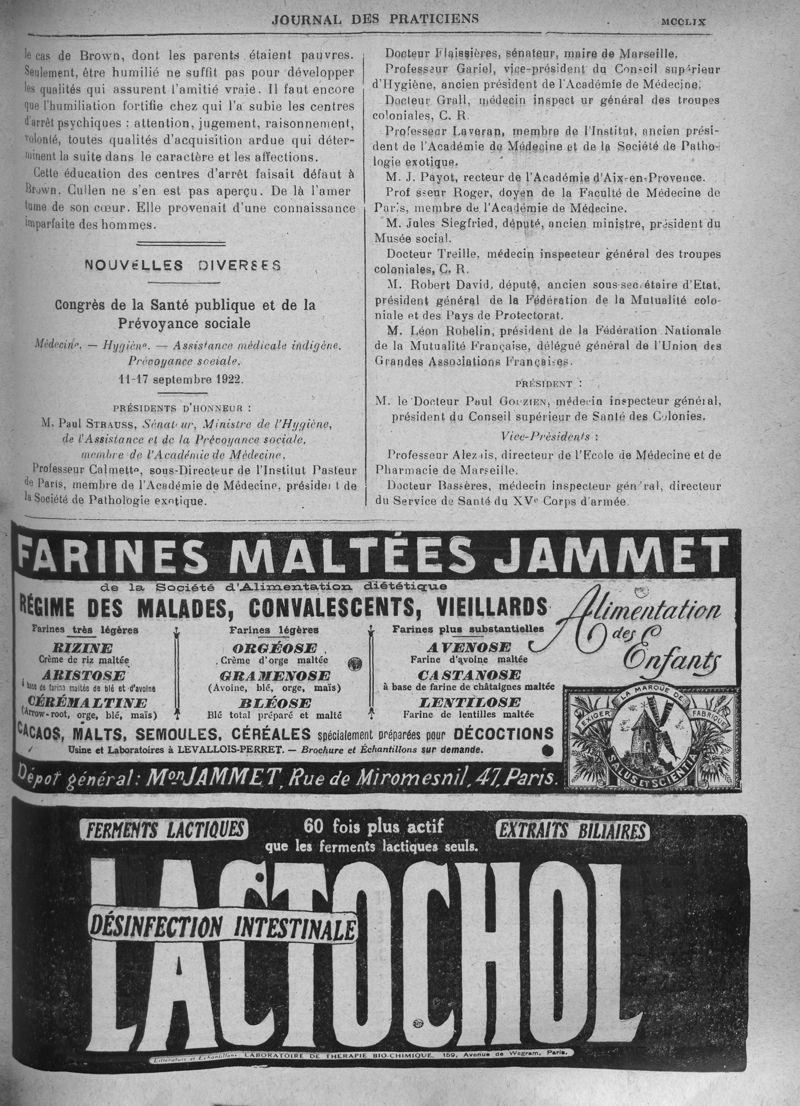 JOURNAL DES PRATICIENS
MCCLIX
le cas de Brown, dont les parents étaient pauvres.
Seulement, être humilié ne suffit pas pour développer
les qualités qui assurent l'amitié vraie. Il faut encore
que l'humiliation fortifie chez qui l'a subie les centres
d'arrêt psychiques : attention, jugement, raisonnement,
volonté, toutes qualités d'acquisition ardue qui déter-
minent la suite dans le caractère et les affections.
Cette éducation des centres d'arrêt faisait défaut à
Brown. Cullen ne s'en est pas aperçu. De là l'amer
tume de son cœur. Elle provenait d'une connaissance
imparfaite des hommes.
NOUVELLES DIVERSES
Congrès de la Santé publique et de la
Prévoyance sociale
Médecine. — Hygiène. — Assistance médicale indigène.
Prévoyance sociale.
11-17 septembre 1922.
PRÉSIDENTS D'HONNEUR :
M. Paul STRAUSS, Sénateur, Ministre de l'Hygiène,
de l'Assistance et de la Prévoyance sociale,
membre de l'Académie de Médecine.
Professeur Calmette, sous-Directeur de l'Institut Pasteur
de Paris, membre de l'Académie de Médecine, président de
la Société de Pathologie exotique.
Docteur Flaissières, sénateur, maire de Marseille.
Professeur Gariel, vice-président du Conseil supérieur
d'Hygiène, ancien président de l'Académie de Médecine.
Docteur Grall, médecin inspect ur général des troupes
coloniales, C. R.
Professeur Laveran, membre de l'Institut, ancien prési-
dent de l'Académie de Médecine et de la Société de Patho-
logie exotique.
M. J. Payot, recteur de l'Académie d'Aix-en-Provence.
Prof sseur Roger, doyen de la Faculté de Médecine de
Paris, membre de l'Académie de Médecine.
M. Jules Siegfried, député, ancien ministre, président du
Musée social.
Docteur Treille, médecin inspecteur général des troupes
coloniales, C. R.
M. Robert David, député, ancien sous-secrétaire d'Etat,
président général de la Fédération de la Mutualité colo-
niale et des Pays de Protectorat.
M. Léon Robelin, président de la Fédération Nationale
de la Mutualité Française, délégué général de l'Union des
Grandes Associations Françaises.
PRÉSIDENT :
M. le Docteur Paul GOUZIEN, médecin inspecteur général,
président du Conseil supérieur de Santé des Colonies.
Vice-Présidents :
Professeur Alezais, directeur de l'Ecole de Médecine et de
Pharmacie de Marseille.
Docteur Bassères, médecin inspecteur général, directeur
du Service de Santé du XVe Corps d'armée.
FARINES MALTÉES JAMMET
de la Société d'Alimentation diététique
RÉGIME DES MALADES, CONVALESCENTS, VIEILLARDS
Alimentation
des
Enfants
Farines très légères
RIZINE
Crème de riz maltée
ARISTOSE
à base de farine maltée de blé et d'avoine
CÉRÉMALTINE
(Arrow-root, orge, blé, maïs)
Farines légères
ORGÉOSE
Crème d'orge maltée
GRAMENOSE
(Avoine, blé, orge, maïs)
BLÉOSE
Blé total préparé et malté
Farines plus substantielles
AVENOSE
Farine d'avoine maltée
CASTANOSE
à base de farine de châtaignes maltée
LENTILOSE
Farine de lentilles maltée
CACAOS, MALTS, SEMOULES, CÉRÉALES spécialement préparées pour DÉCOCTIONS
Usine et Laboratoires à LEVALLOIS-PERRET. — Brochure et Échantillons sur demande.
EXIGER LA MARQUE DE FABRIQUE
SALUS ET SCIENTIA
Dépot général : Mon JAMMET, Rue de Miromesnil, 47, Paris.
FERMENTS LACTIQUES
60 fois plus actif
que les ferments lactiques seuls.
EXTRAITS BILIAIRES
LACTOCHOL
DÉSINFECTION INTESTINALE
Littérature et Échantillons. LABORATOIRE DE THÉRAPIE BIO-CHIMIQUE, 159, Avenue de Wagram, Paris.